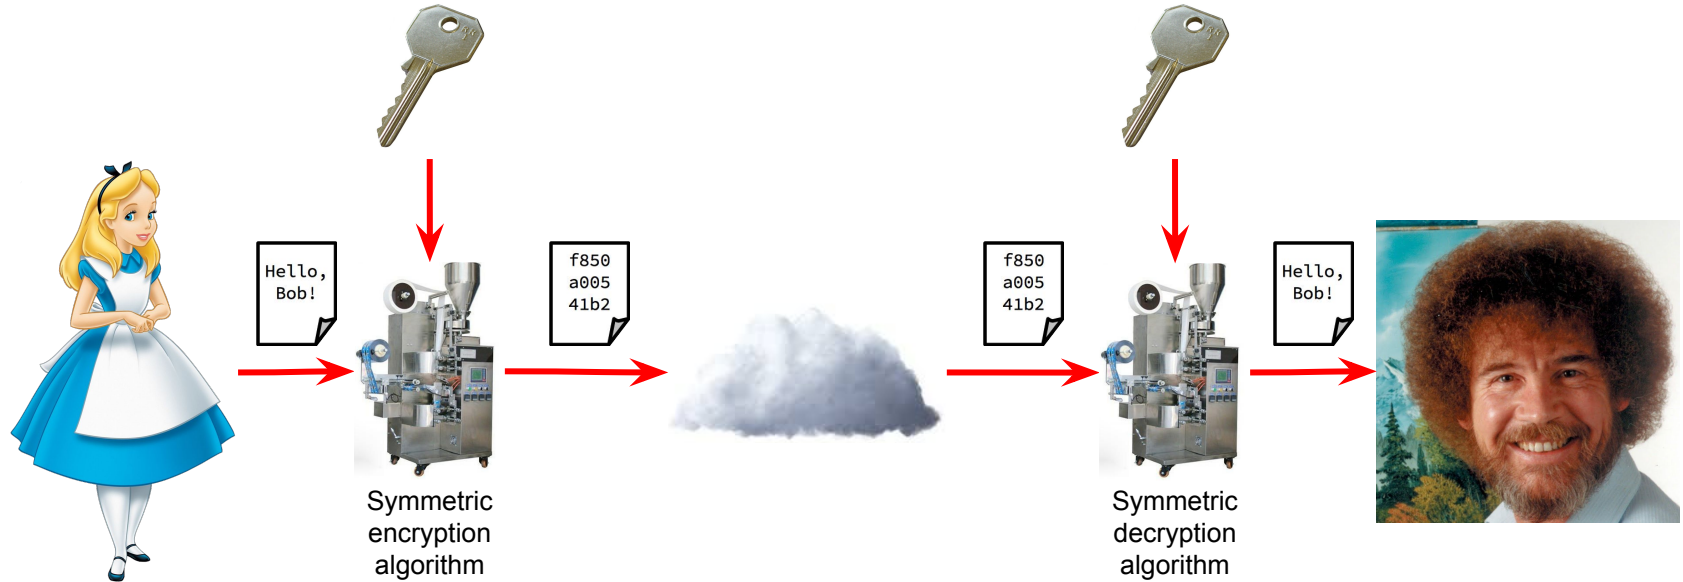 Hello,
Bob!
f850
a005
41b2
f850
a005
41b2
Hello,
Bob!
Symmetric
encryption
algorithm
Symmetric
decryption
algorithm